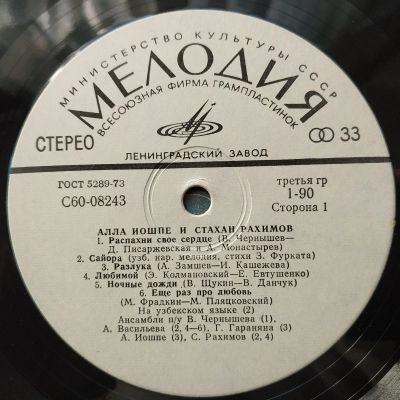 МИНИСТЕРСТВО КУЛЬТУРЫ СССР
МЕЛОДИЯ
ВСЕСОЮЗНАЯ ФИРМА ГРАМПЛАСТИНОК
СТЕРЕО
33
ЛЕНИНГРАДСКИЙ ЗАВОД
ГОСТ 5289-73
третья гр
С60-08243
1-90
Сторона 1
АЛЛА ИОШПЕ И СТАХАН РАХИМОВ
1. Распахни свое сердце (В. Чернышев—
Д. Писаржевская и А. Монастырев)
2. Сайора (узб. нар. мелодия, стихи З. Фурката)
3. Разлука (А. Замшев—И. Кашежева)
4. Любимой (Э. Колмановский—Е. Евтушенко)
5. Ночные дожди (В. Щукин—В. Данчук)
6. Еще раз про любовь
(М. Фрадкин—М. Пляцковский)
На узбекском языке (2)
Ансамбли п/у В. Чернышева (1),
А. Васильева (2, 4—6), Г. Гараняна (3)
А. Иошпе (3), С. Рахимов (2, 4)